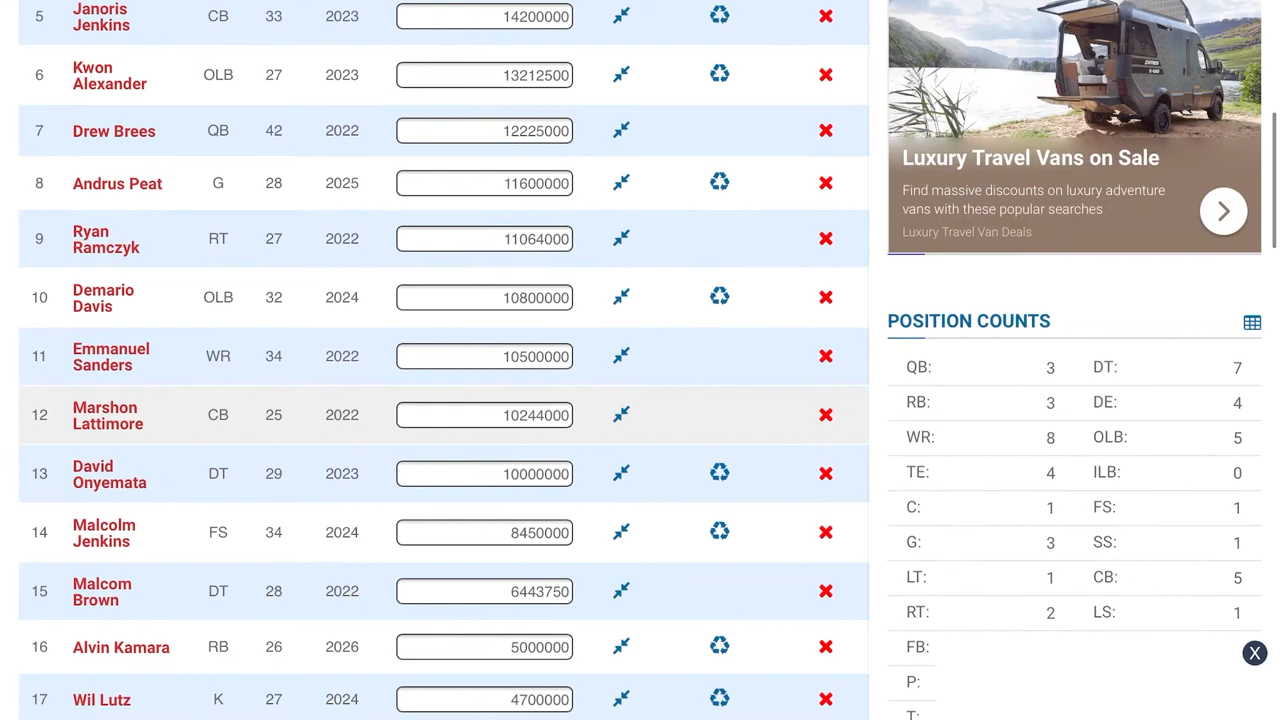 5 Janoris Jenkins CB 33 2023 14200000
6 Kwon Alexander OLB 27 2023 13212500
7 Drew Brees QB 42 2022 12225000
8 Andrus Peat G 28 2025 11600000
9 Ryan Ramczyk RT 27 2022 11064000
10 Demario Davis OLB 32 2024 10800000
11 Emmanuel Sanders WR 34 2022 10500000
12 Marshon Lattimore CB 25 2022 10244000
13 David Onyemata DT 29 2023 10000000
14 Malcolm Jenkins FS 34 2024 8450000
15 Malcom Brown DT 28 2022 6443750
16 Alvin Kamara RB 26 2026 5000000
17 Wil Lutz K 27 2024 4700000
Luxury Travel Vans on Sale
Find massive discounts on luxury adventure
vans with these popular searches
Luxury Travel Van Deals
POSITION COUNTS
QB: 3 DT: 7
RB: 3 DE: 4
WR: 8 OLB: 5
TE: 4 ILB: 0
C: 1 FS: 1
G: 3 SS: 1
LT: 1 CB: 5
RT: 2 LS: 1
FB:
P:
T:
X